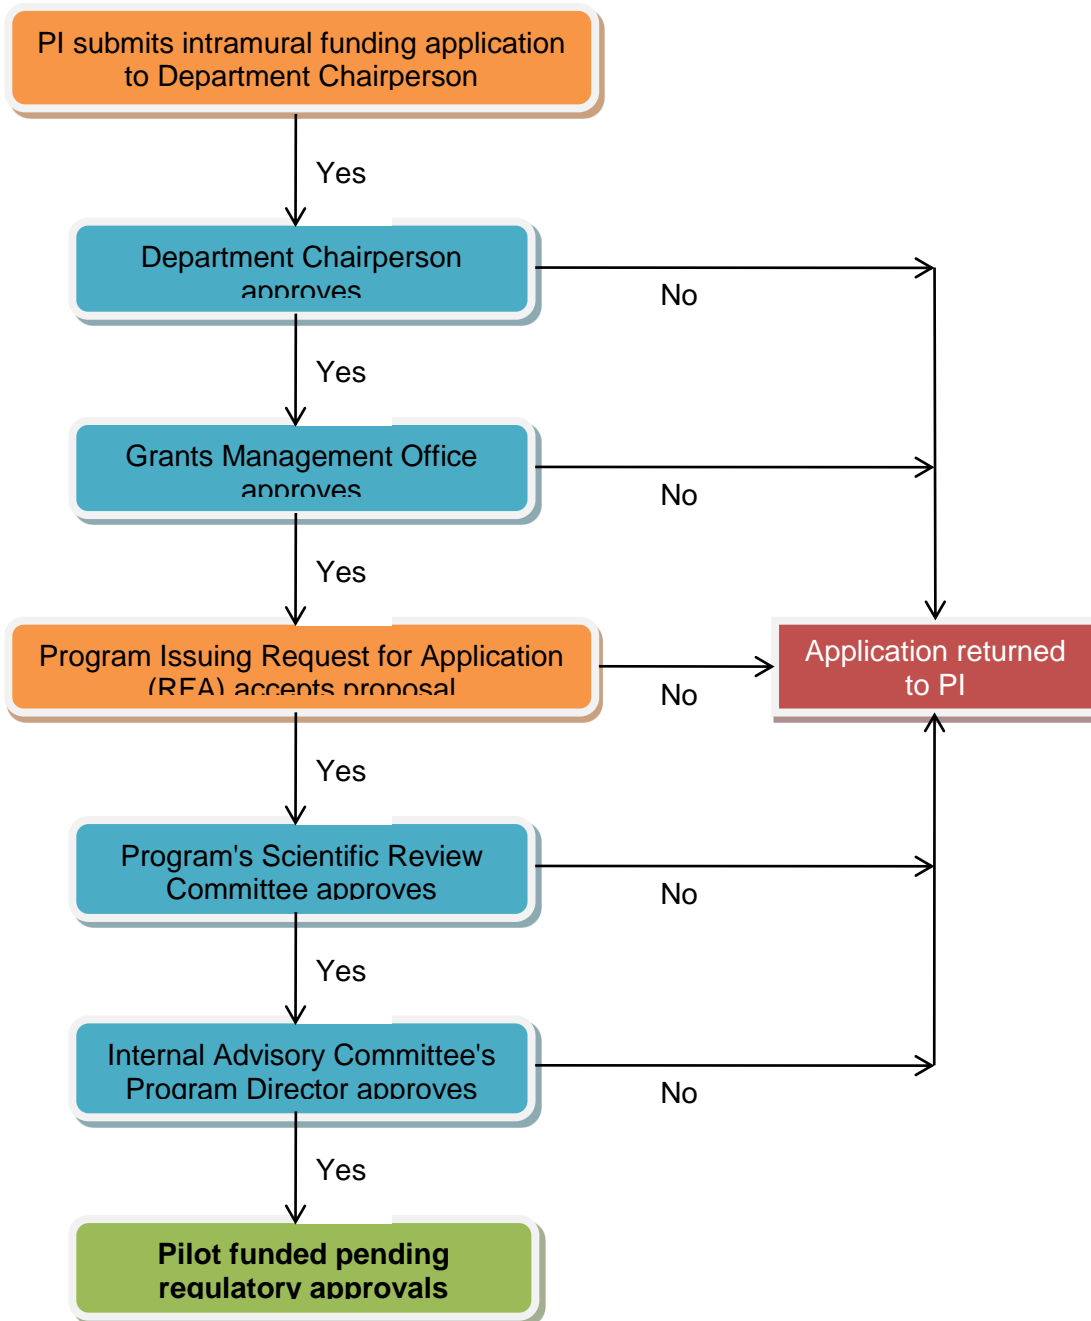 PI submits intramural funding application
to Department Chairperson
Yes
Department Chairperson
approves
No
Yes
Grants Management Office
approves
No
Yes
Program Issuing Request for Application
(RFA) accepts proposal
No
Application returned
to PI
Yes
Program's Scientific Review
Committee approves
No
Yes
Internal Advisory Committee's
Program Director approves
No
Yes
Pilot funded pending
regulatory approvals